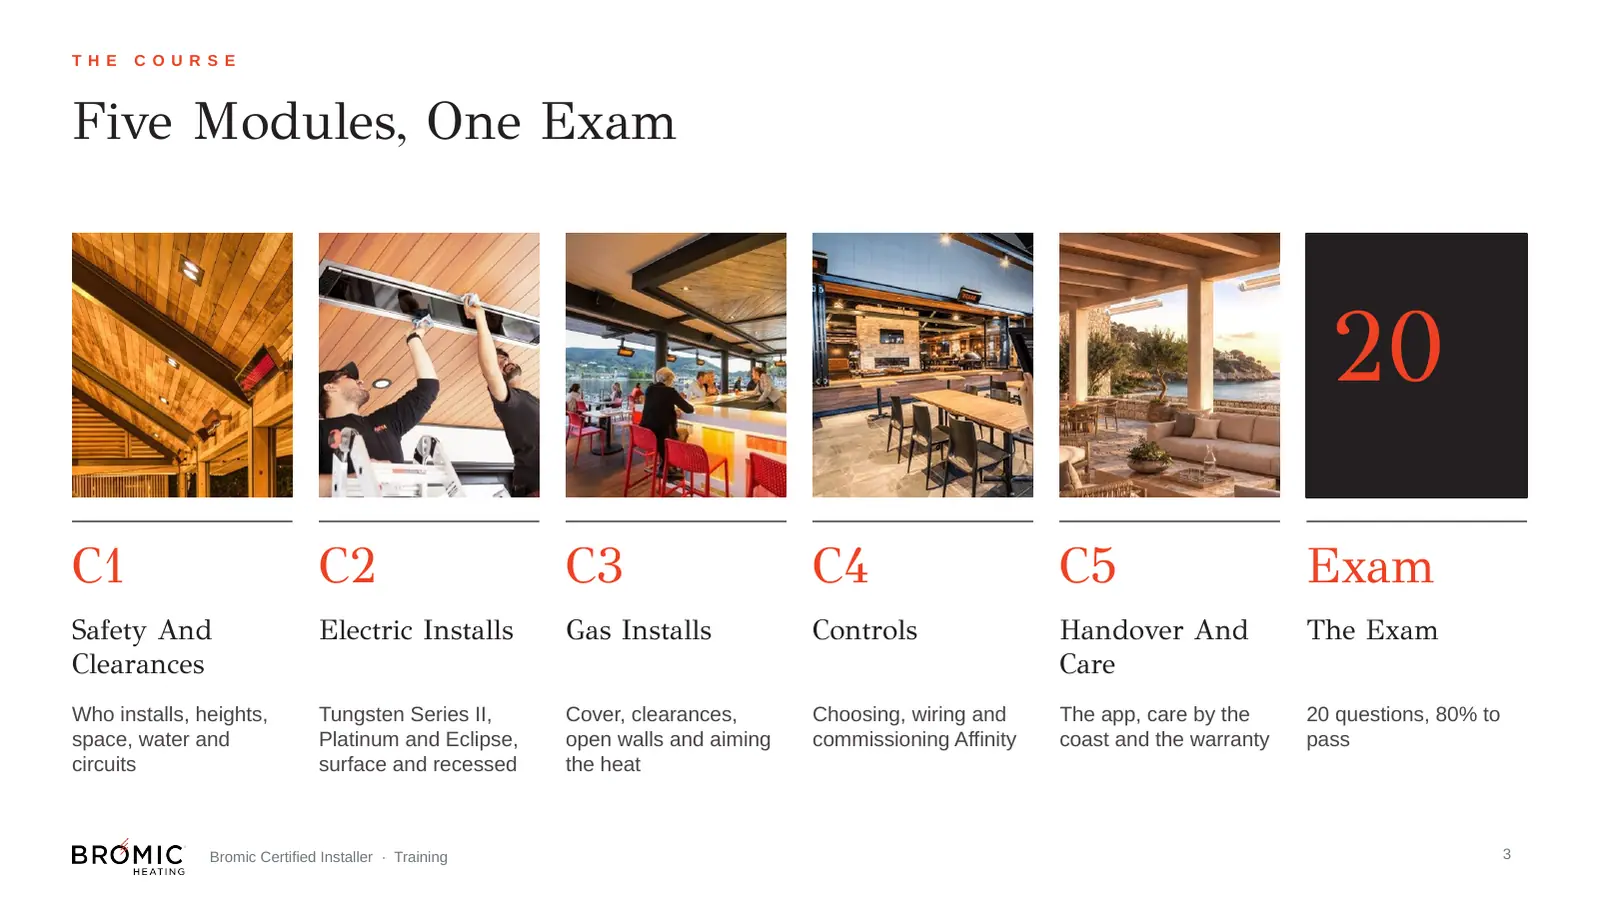 THE COURSE
Five Modules, One Exam
20
C1
Safety And
Clearances
Who installs, heights,
space, water and
circuits
C2
Electric Installs
Tungsten Series II,
Platinum and Eclipse,
surface and recessed
C3
Gas Installs
Cover, clearances,
open walls and aiming
the heat
C4
Controls
Choosing, wiring and
commissioning Affinity
C5
Handover And
Care
The app, care by the
coast and the warranty
Exam
The Exam
20 questions, 80% to
pass
BROMIC
HEATING
Bromic Certified Installer · Training
3